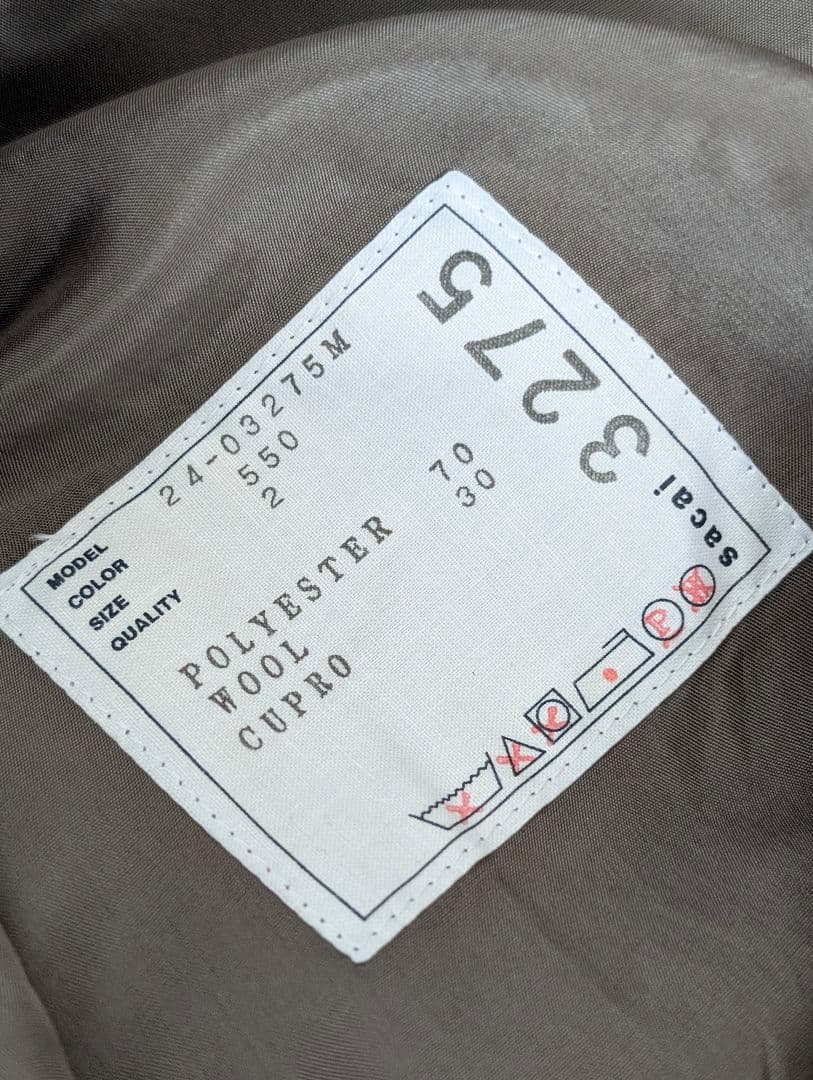 MODEL 24-03275M
COLOR 550
SIZE 2
QUALITY
POLYESTER 70
WOOL 30
CUPRO
P
sacai
3275